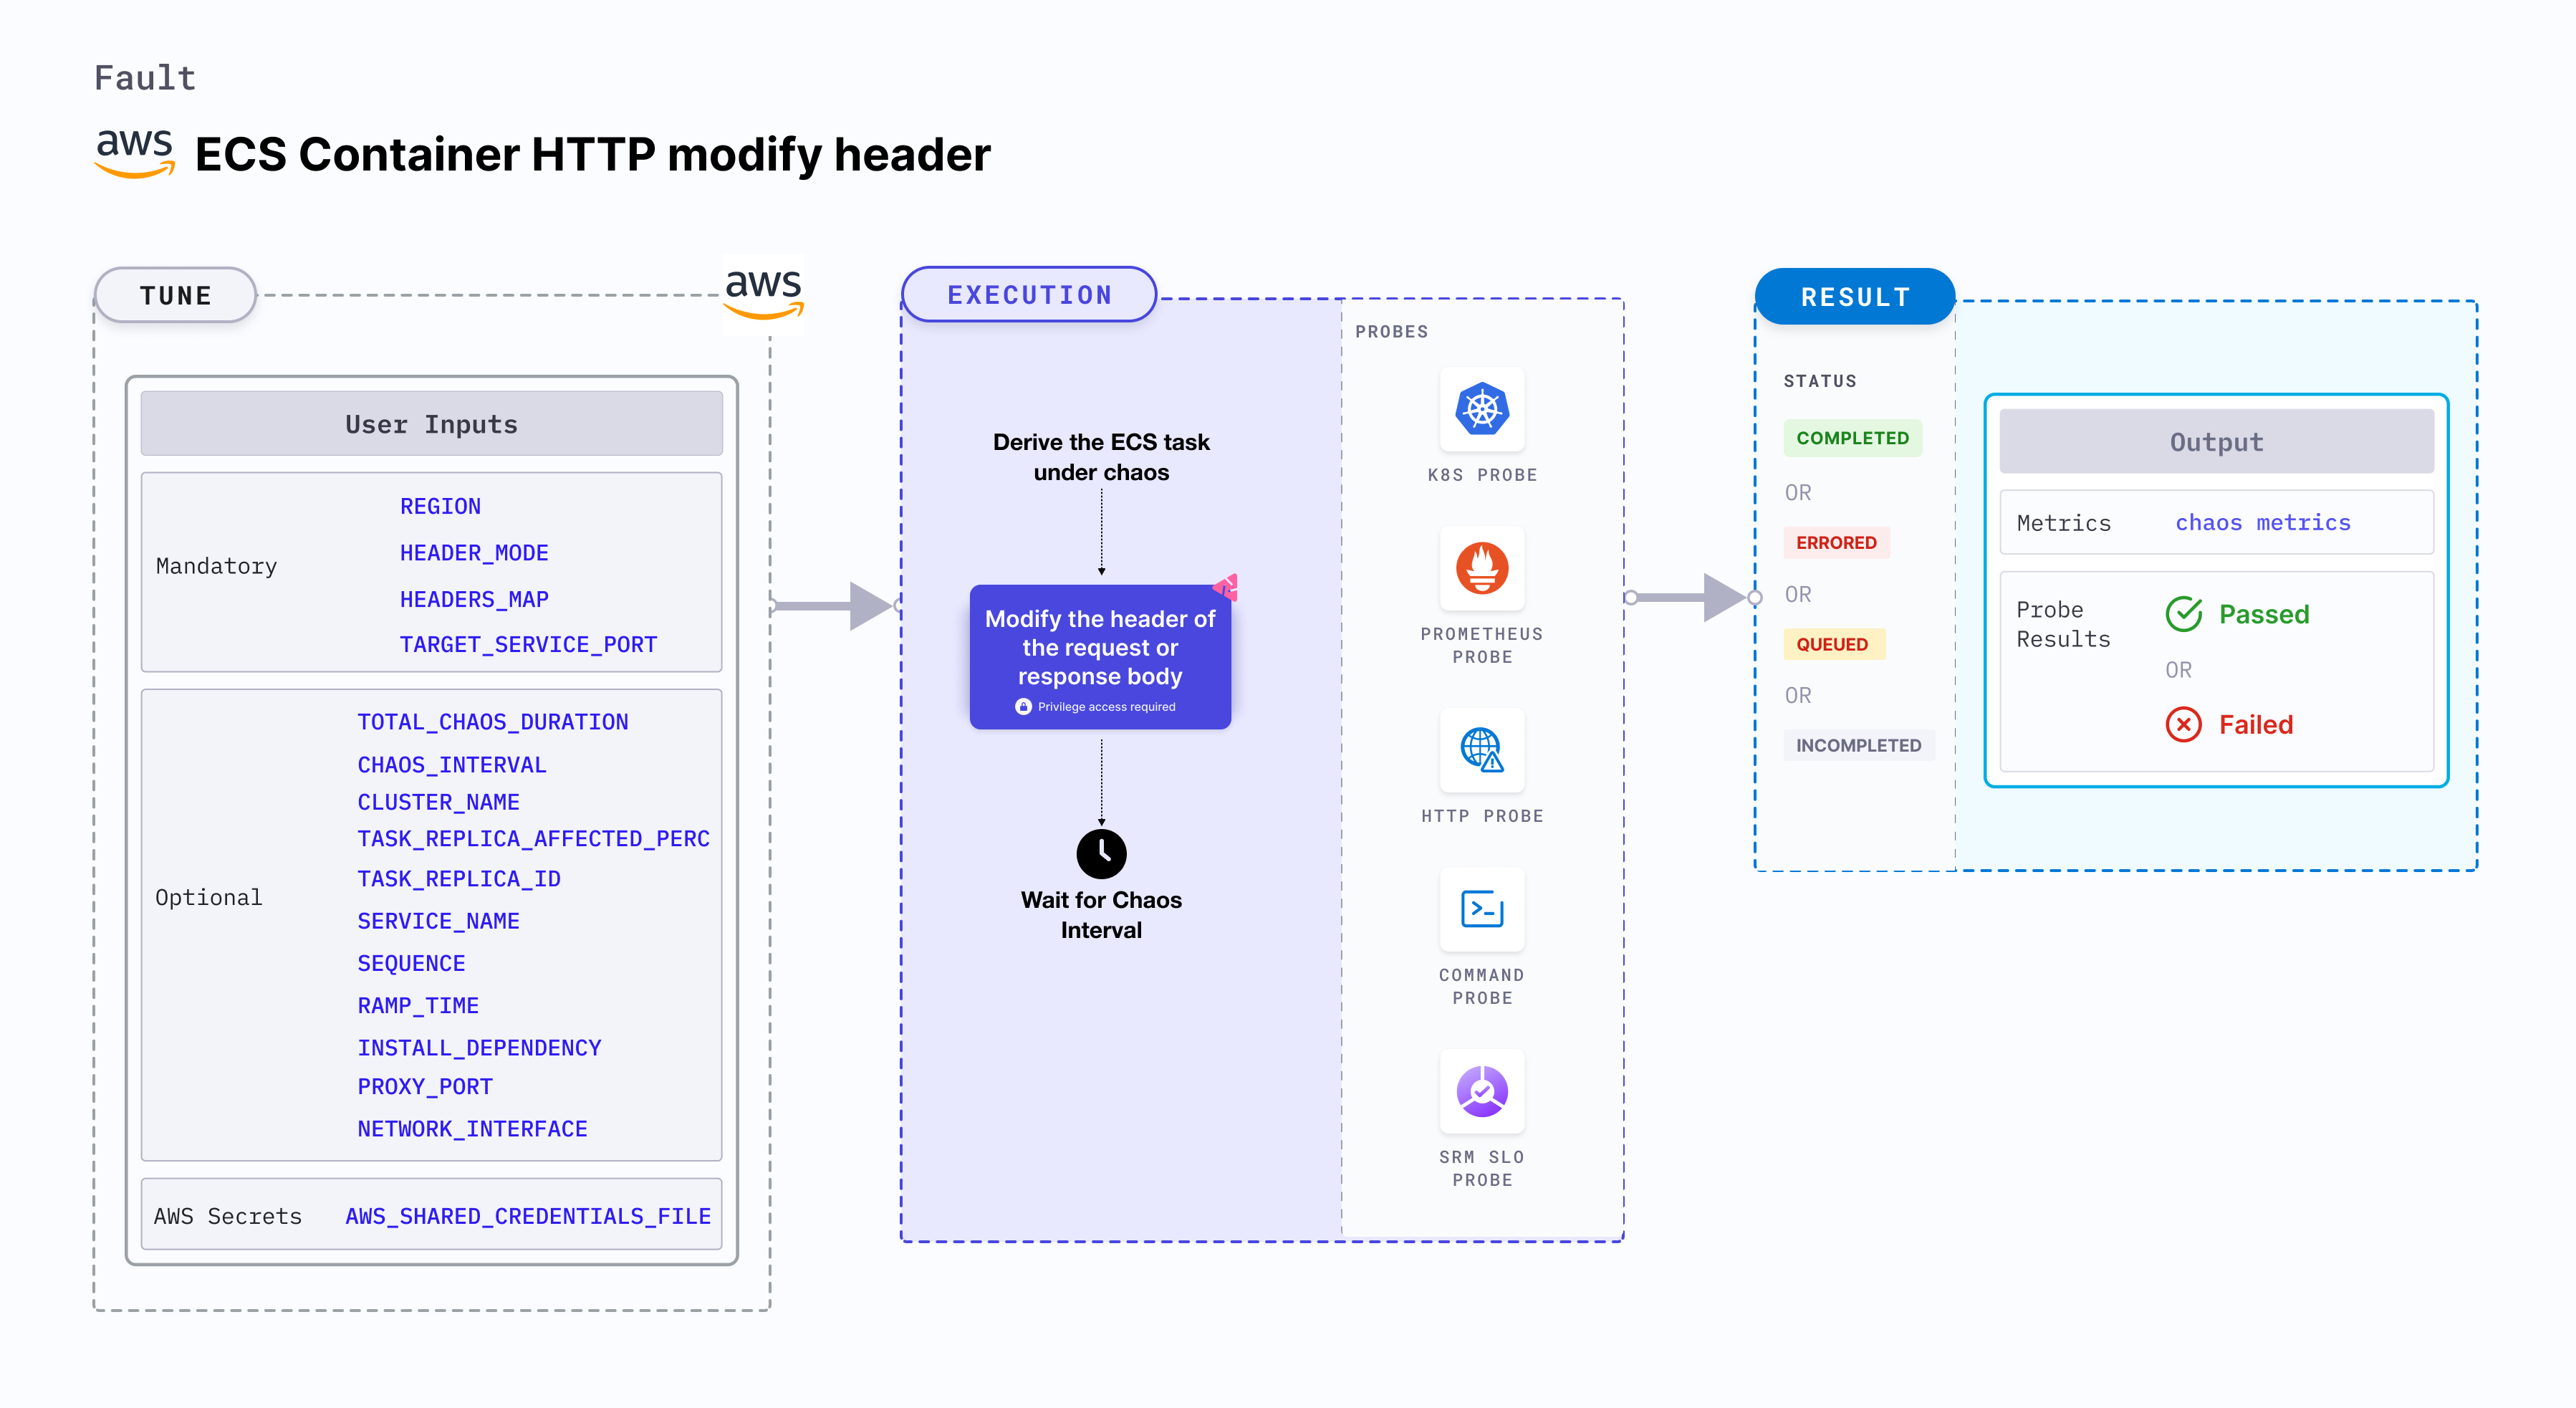 Fault
aws ECS Container HTTP modify header
TUNE
aws
User Inputs
Mandatory
REGION
HEADER_MODE
HEADERS_MAP
TARGET_SERVICE_PORT
Optional
TOTAL_CHAOS_DURATION
CHAOS_INTERVAL
CLUSTER_NAME
TASK_REPLICA_AFFECTED_PERC
TASK_REPLICA_ID
SERVICE_NAME
SEQUENCE
RAMP_TIME
INSTALL_DEPENDENCY
PROXY_PORT
NETWORK_INTERFACE
AWS Secrets AWS_SHARED_CREDENTIALS_FILE
EXECUTION
Derive the ECS task
under chaos
Modify the header of
the request or
response body
Privilege access required
Wait for Chaos
Interval
PROBES
K8S PROBE
PROMETHEUS
PROBE
HTTP PROBE
COMMAND
PROBE
SRM SLO
PROBE
RESULT
STATUS
COMPLETED
OR
ERRORED
OR
QUEUED
OR
INCOMPLETED
Output
Metrics chaos metrics
Probe
Results
Passed
OR
Failed